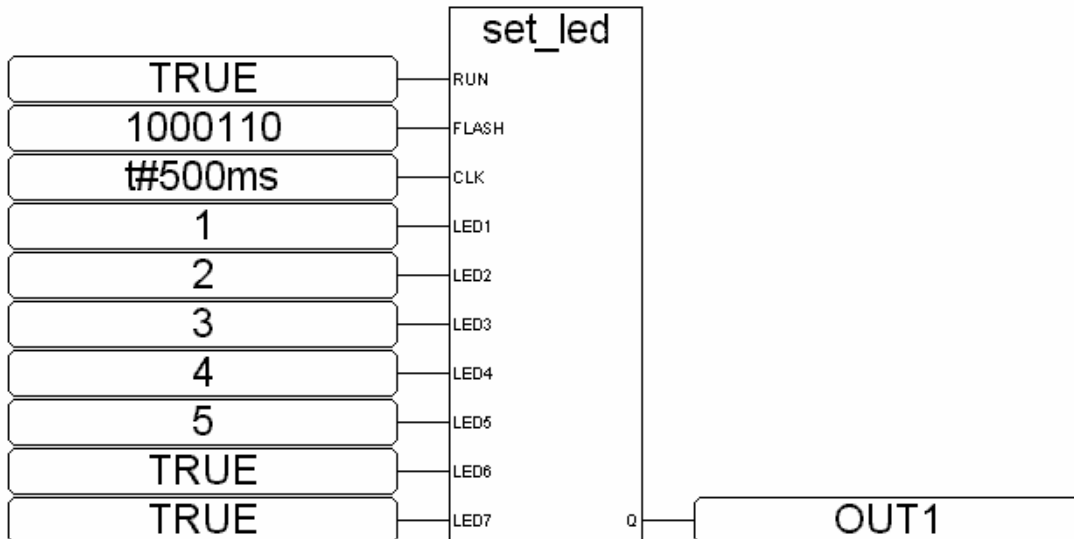 set_led
TRUE RUN
1000110 FLASH
t#500ms CLK
1 LED1
2 LED2
3 LED3
4 LED4
5 LED5
TRUE LED6
TRUE LED7 Q OUT1